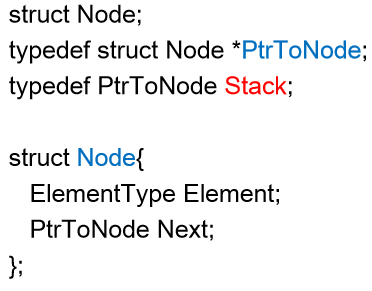 struct Node;
typedef struct Node *PtrToNode;
typedef PtrToNode Stack;
struct Node{
ElementType Element;
PtrToNode Next;
};